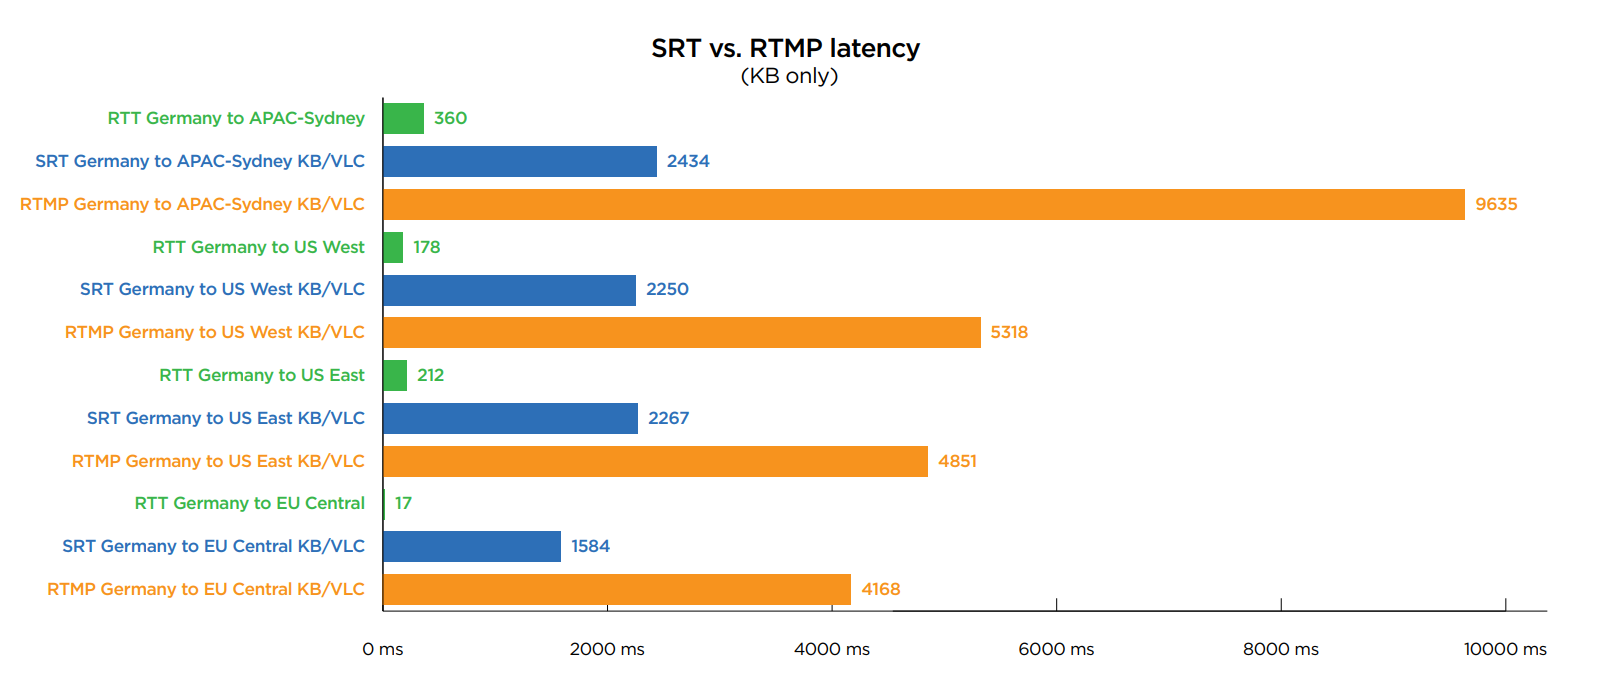 SRT vs. RTMP latency
(KB only)
RTT Germany to APAC-Sydney 360
SRT Germany to APAC-Sydney KB/VLC 2434
RTMP Germany to APAC-Sydney KB/VLC 9635
RTT Germany to US West 178
SRT Germany to US West KB/VLC 2250
RTMP Germany to US West KB/VLC 5318
RTT Germany to US East 212
SRT Germany to US East KB/VLC 2267
RTMP Germany to US East KB/VLC 4851
RTT Germany to EU Central 17
SRT Germany to EU Central KB/VLC 1584
RTMP Germany to EU Central KB/VLC 4168
0 ms 2000 ms 4000 ms 6000 ms 8000 ms 10000 ms